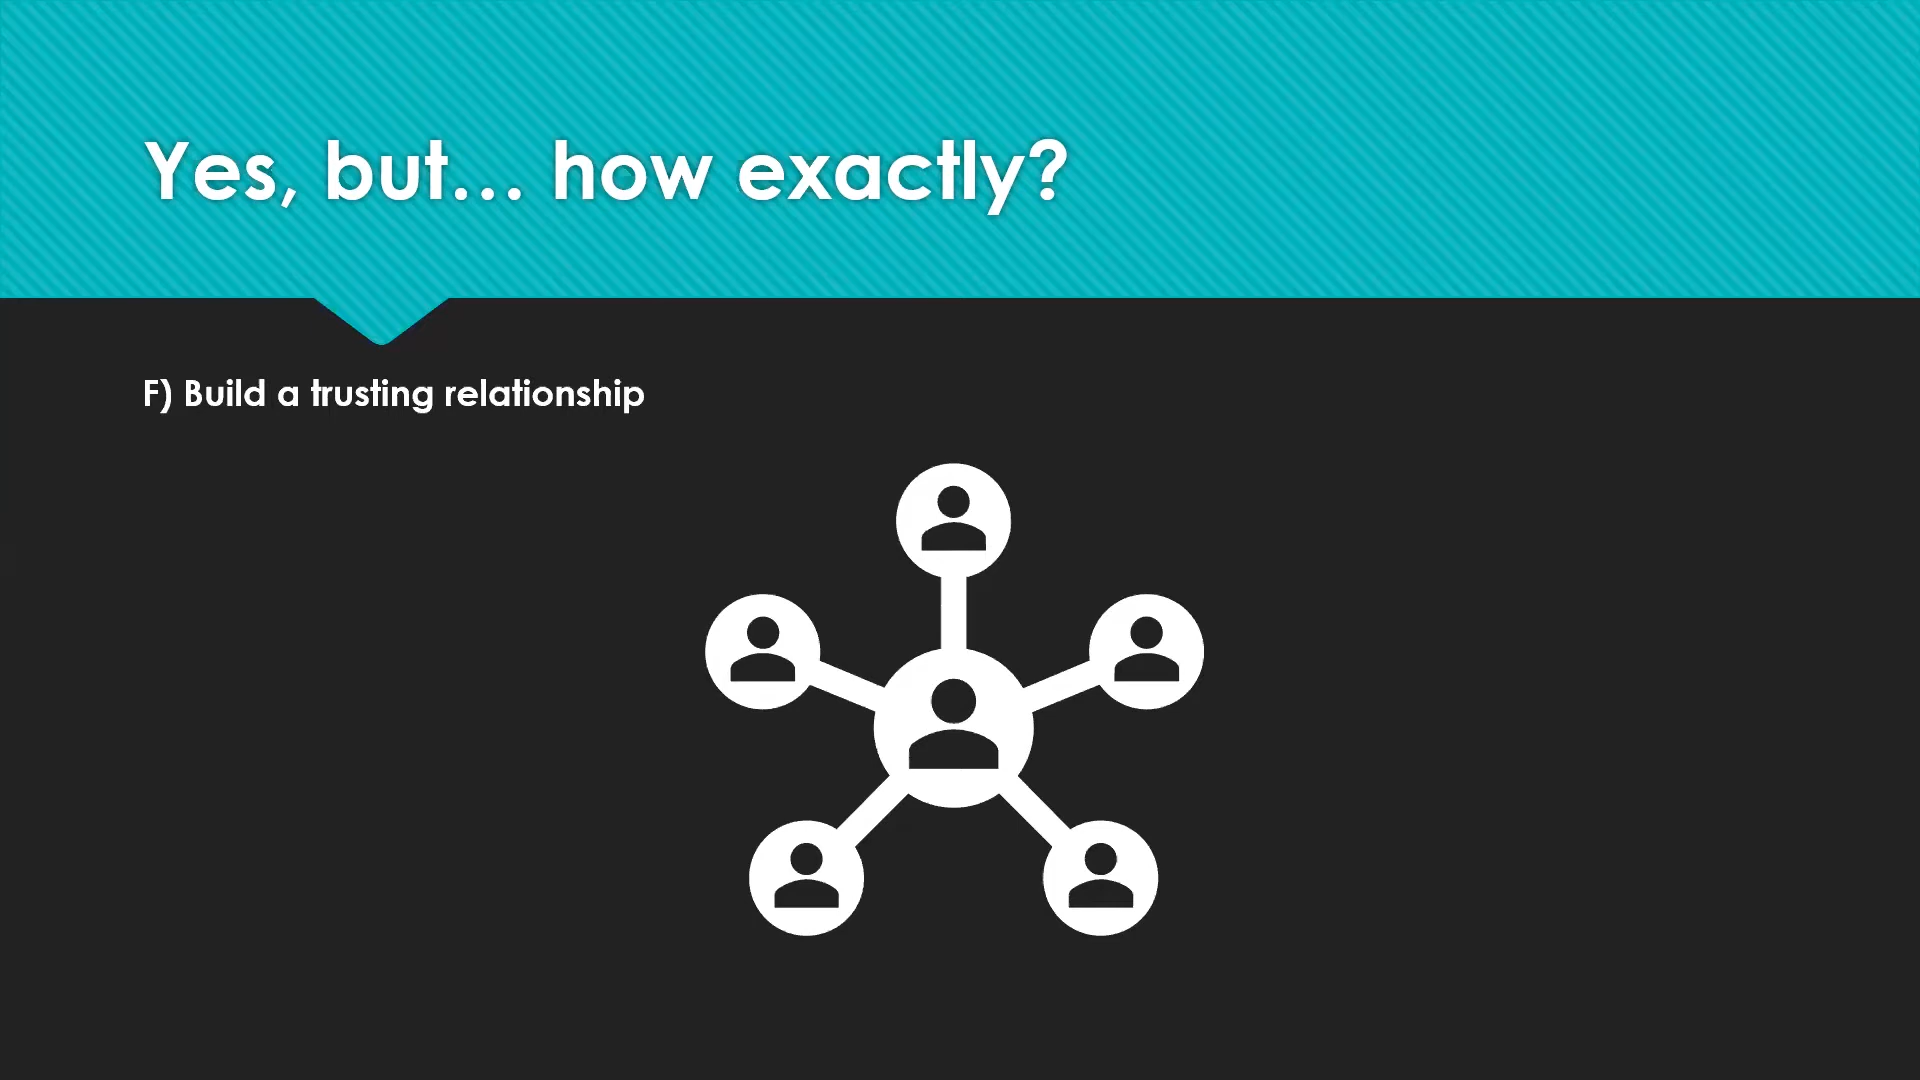 Yes, but... how exactly?
F) Build a trusting relationship